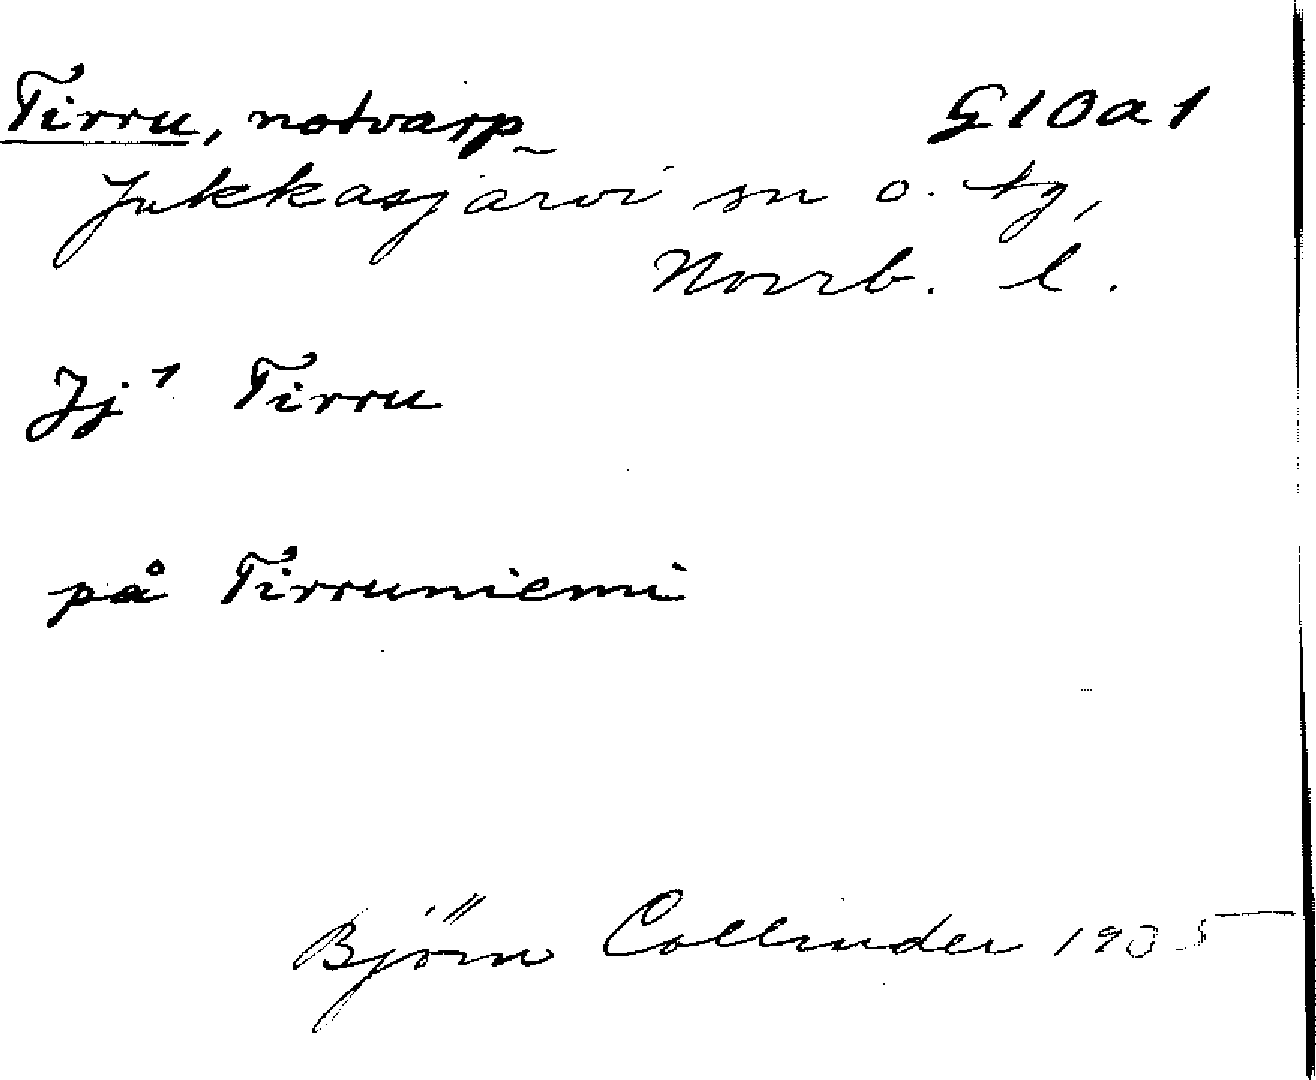 Tirru, notvarp G10a1
Jukkasjärvi sn o. tg,
Norrb. l.
Jj¹ Tirru
på Tirruniemi
Björn Collinder 1935